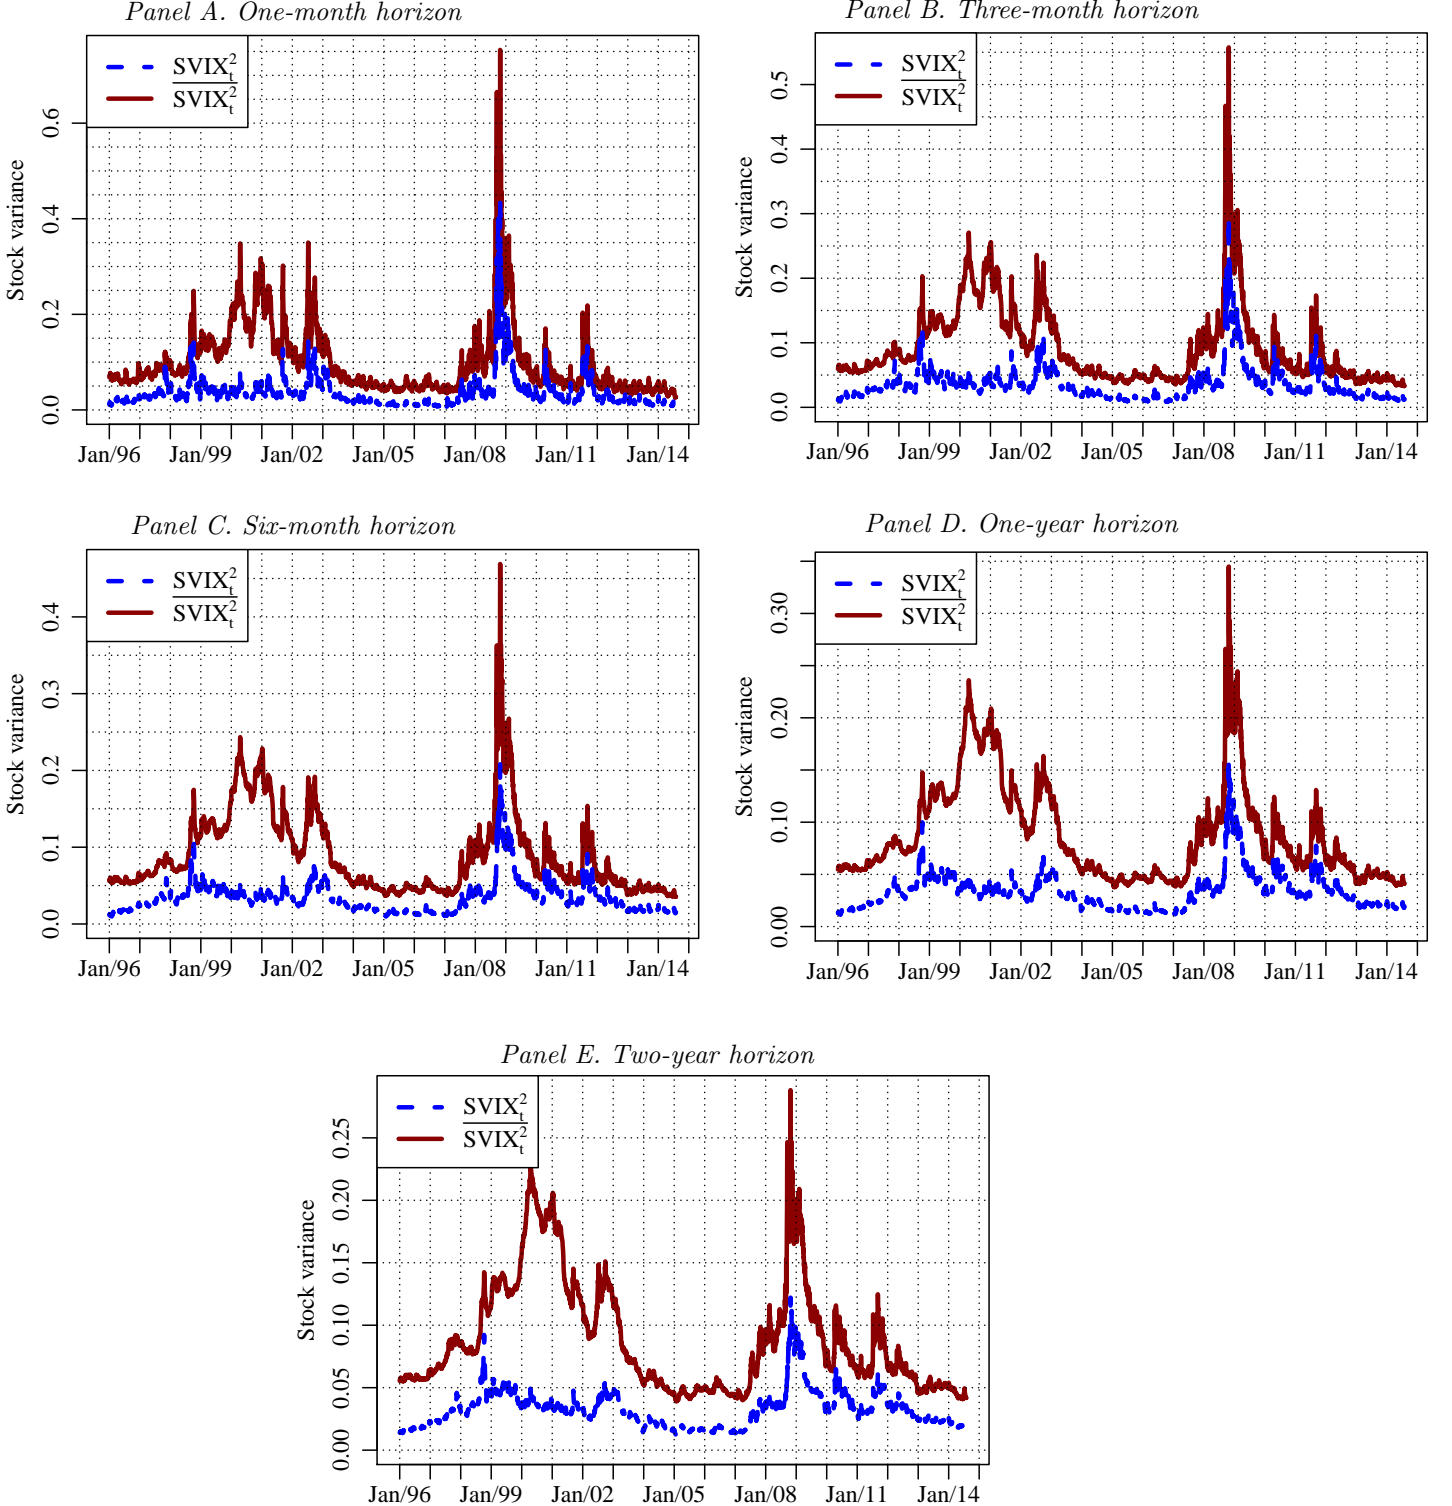 Panel A. One-month horizon
SVIX²ₜ
S̅V̅I̅X̅²ₜ
Stock variance
0.6
0.4
0.2
0.0
Jan/96 Jan/99 Jan/02 Jan/05 Jan/08 Jan/11 Jan/14
Panel B. Three-month horizon
SVIX²ₜ
S̅V̅I̅X̅²ₜ
Stock variance
0.5
0.4
0.3
0.2
0.1
0.0
Jan/96 Jan/99 Jan/02 Jan/05 Jan/08 Jan/11 Jan/14
Panel C. Six-month horizon
SVIX²ₜ
S̅V̅I̅X̅²ₜ
Stock variance
0.4
0.3
0.2
0.1
0.0
Jan/96 Jan/99 Jan/02 Jan/05 Jan/08 Jan/11 Jan/14
Panel D. One-year horizon
SVIX²ₜ
S̅V̅I̅X̅²ₜ
Stock variance
0.30
0.20
0.10
0.00
Jan/96 Jan/99 Jan/02 Jan/05 Jan/08 Jan/11 Jan/14
Panel E. Two-year horizon
SVIX²ₜ
S̅V̅I̅X̅²ₜ
Stock variance
0.25
0.20
0.15
0.10
0.05
0.00
Jan/96 Jan/99 Jan/02 Jan/05 Jan/08 Jan/11 Jan/14